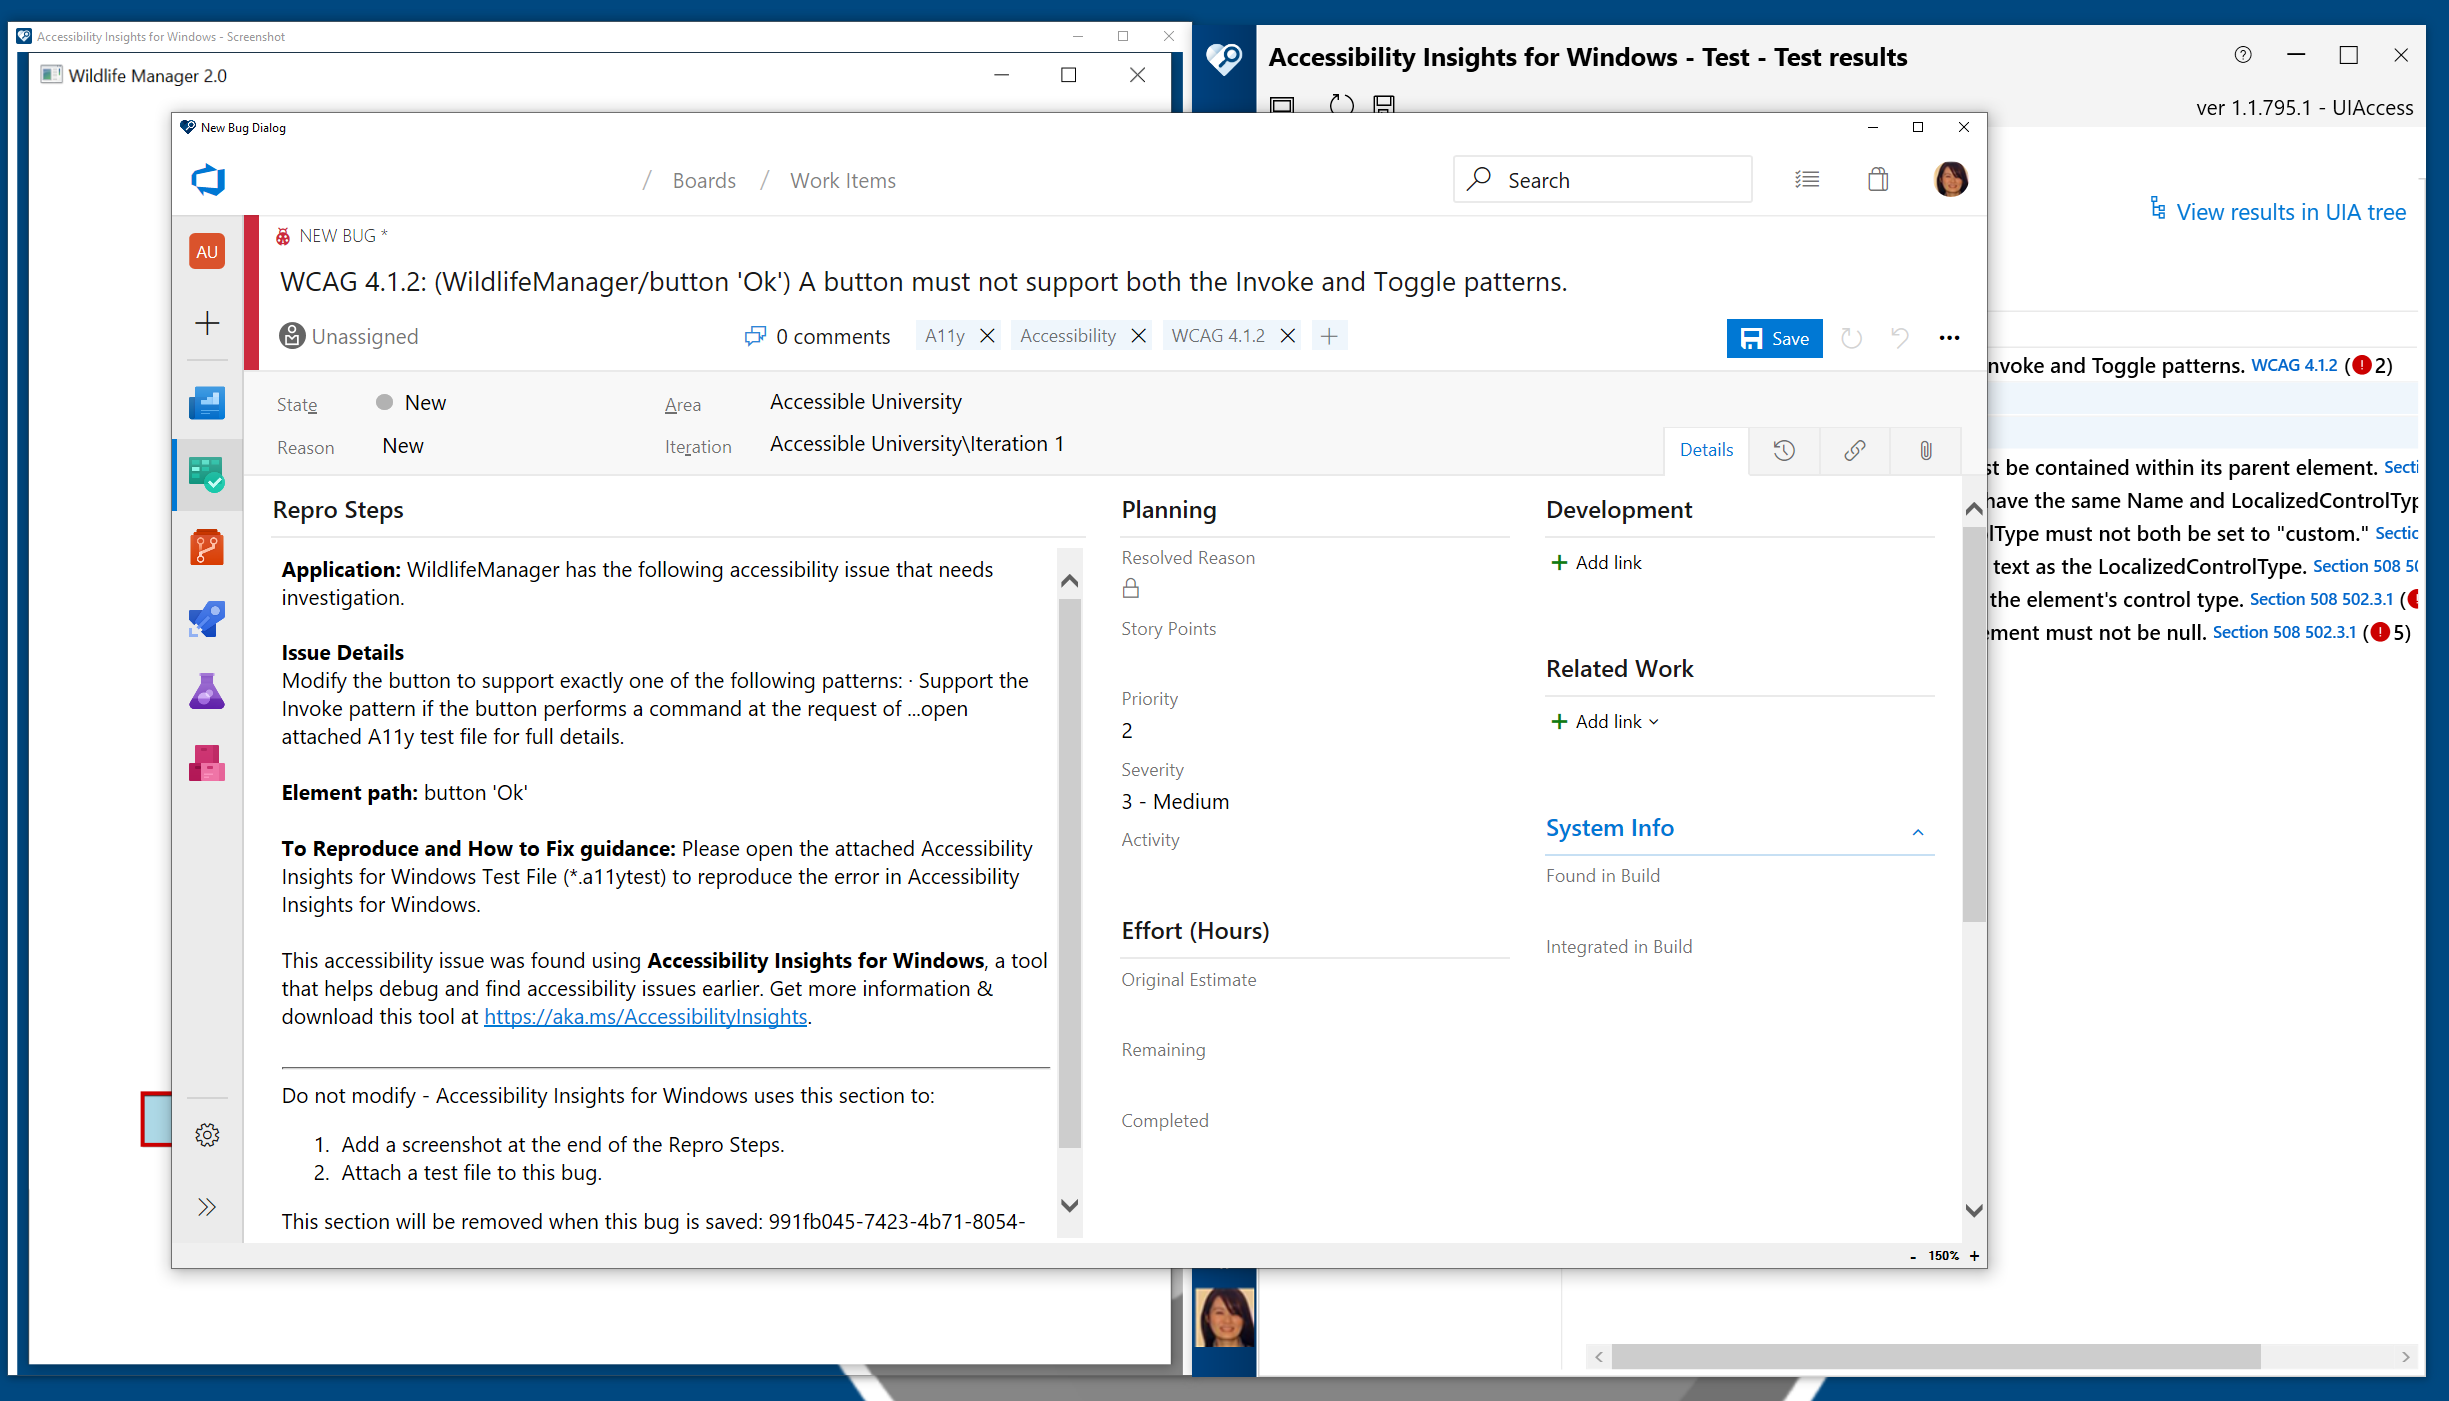 Accessibility Insights for Windows - Screenshot
Wildlife Manager 2.0
Accessibility Insights for Windows - Test - Test results
ver 1.1.795.1 - UIAccess
View results in UIA tree
nvoke and Toggle patterns. WCAG 4.1.2 (! 2)
st be contained within its parent element. Secti
have the same Name and LocalizedControlTyp
lType must not both be set to "custom." Sectio
text as the LocalizedControlType. Section 508 50
the element's control type. Section 508 502.3.1 (
ement must not be null. Section 508 502.3.1 (! 5)
New Bug Dialog
/ Boards / Work Items
Search
AU
NEW BUG *
WCAG 4.1.2: (WildlifeManager/button 'Ok') A button must not support both the Invoke and Toggle patterns.
Unassigned
0 comments
A11y
Accessibility
WCAG 4.1.2
Save
State
New
Area
Accessible University
Reason
New
Iteration
Accessible University\Iteration 1
Details
Repro Steps
Application: WildlifeManager has the following accessibility issue that needs
investigation.
Issue Details
Modify the button to support exactly one of the following patterns: · Support the
Invoke pattern if the button performs a command at the request of ...open
attached A11y test file for full details.
Element path: button 'Ok'
To Reproduce and How to Fix guidance: Please open the attached Accessibility
Insights for Windows Test File (*.a11ytest) to reproduce the error in Accessibility
Insights for Windows.
This accessibility issue was found using Accessibility Insights for Windows, a tool
that helps debug and find accessibility issues earlier. Get more information &
download this tool at https://aka.ms/AccessibilityInsights.
Do not modify - Accessibility Insights for Windows uses this section to:
1. Add a screenshot at the end of the Repro Steps.
2. Attach a test file to this bug.
This section will be removed when this bug is saved: 991fb045-7423-4b71-8054-
Planning
Resolved Reason
Story Points
Priority
2
Severity
3 - Medium
Activity
Effort (Hours)
Original Estimate
Remaining
Completed
Development
+ Add link
Related Work
+ Add link
System Info
Found in Build
Integrated in Build
- 150% +